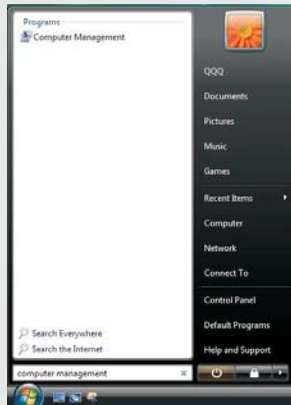 Programs
Computer Management
Search Everywhere
Search the Internet
computer management
QQQ
Documents
Pictures
Music
Games
Recent Items
Computer
Network
Connect To
Control Panel
Default Programs
Help and Support